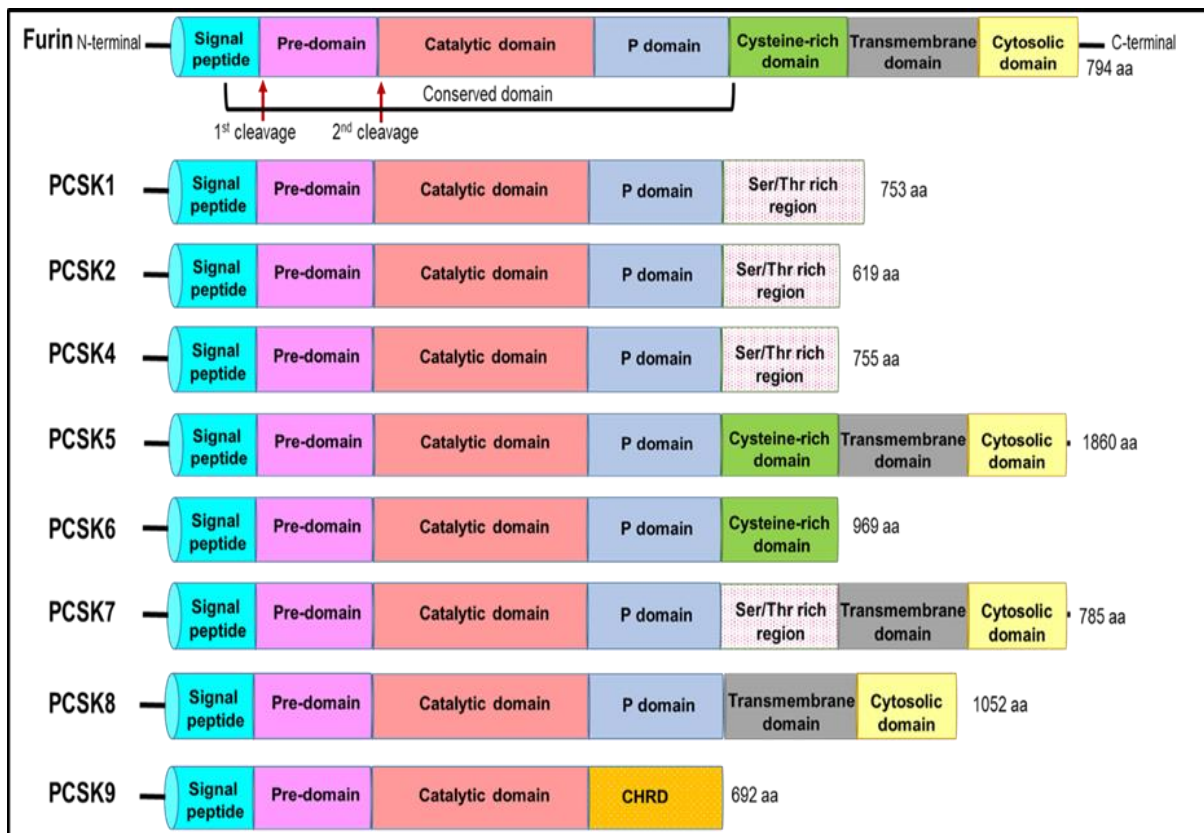 Furin N-terminal
Signal
peptide
Pre-domain
Catalytic domain
P domain
Cysteine-rich
domain
Transmembrane
domain
Cytosolic
domain
C-terminal
794 aa
Conserved domain
1st cleavage
2nd cleavage
PCSK1
Signal
peptide
Pre-domain
Catalytic domain
P domain
Ser/Thr rich
region
753 aa
PCSK2
Signal
peptide
Pre-domain
Catalytic domain
P domain
Ser/Thr rich
region
619 aa
PCSK4
Signal
peptide
Pre-domain
Catalytic domain
P domain
Ser/Thr rich
region
755 aa
PCSK5
Signal
peptide
Pre-domain
Catalytic domain
P domain
Cysteine-rich
domain
Transmembrane
domain
Cytosolic
domain
1860 aa
PCSK6
Signal
peptide
Pre-domain
Catalytic domain
P domain
Cysteine-rich
domain
969 aa
PCSK7
Signal
peptide
Pre-domain
Catalytic domain
P domain
Ser/Thr rich
region
Transmembrane
domain
Cytosolic
domain
785 aa
PCSK8
Signal
peptide
Pre-domain
Catalytic domain
P domain
Transmembrane
domain
Cytosolic
domain
1052 aa
PCSK9
Signal
peptide
Pre-domain
Catalytic domain
CHRD
692 aa